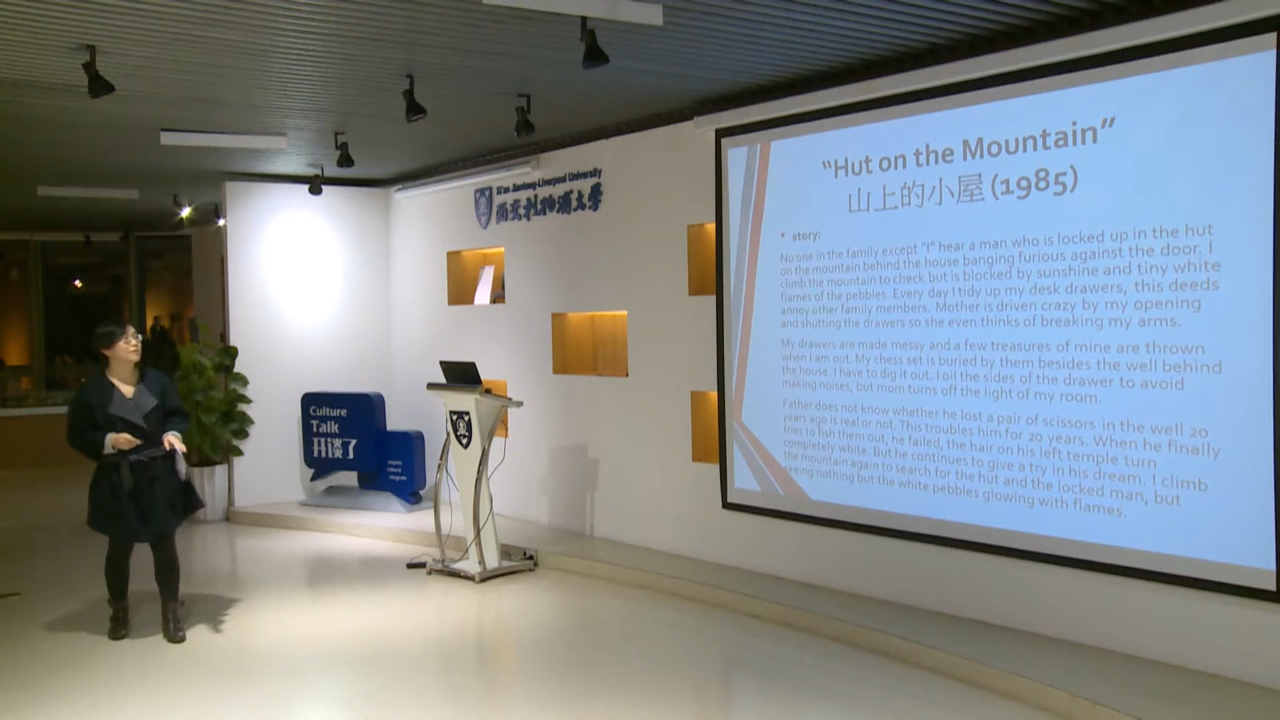 Xi'an Jiaotong-Liverpool University
西交利物浦大学
Culture
Talk
开谈了
"Hut on the Mountain"
山上的小屋 (1985)
* story:
No one in the family except "I" hear a man who is locked up in the hut
on the mountain behind the house banging furious against the door. I
climb the mountain to check but is blocked by sunshine and tiny white
flames of the pebbles. Every day I tidy up my desk drawers, this deeds
annoy other family members. Mother is driven crazy by my opening
and shutting the drawers so she even thinks of breaking my arms.
My drawers are made messy and a few treasures of mine are thrown
when I am out. My chess set is buried by them besides the well behind
the house. I have to dig it out. I oil the sides of the drawer to avoid
making noises, but mom turns off the light of my room.
Father does not know whether he lost a pair of scissors in the well 20
years ago is real or not. This troubles him for 20 years. When he finally
tries to fish them out, he failed, the hair on his left temple turn
completely white. But he continues to give a try in his dream. I climb
the mountain again to search for the hut and the locked man, but
seeing nothing but the white pebbles glowing with flames.